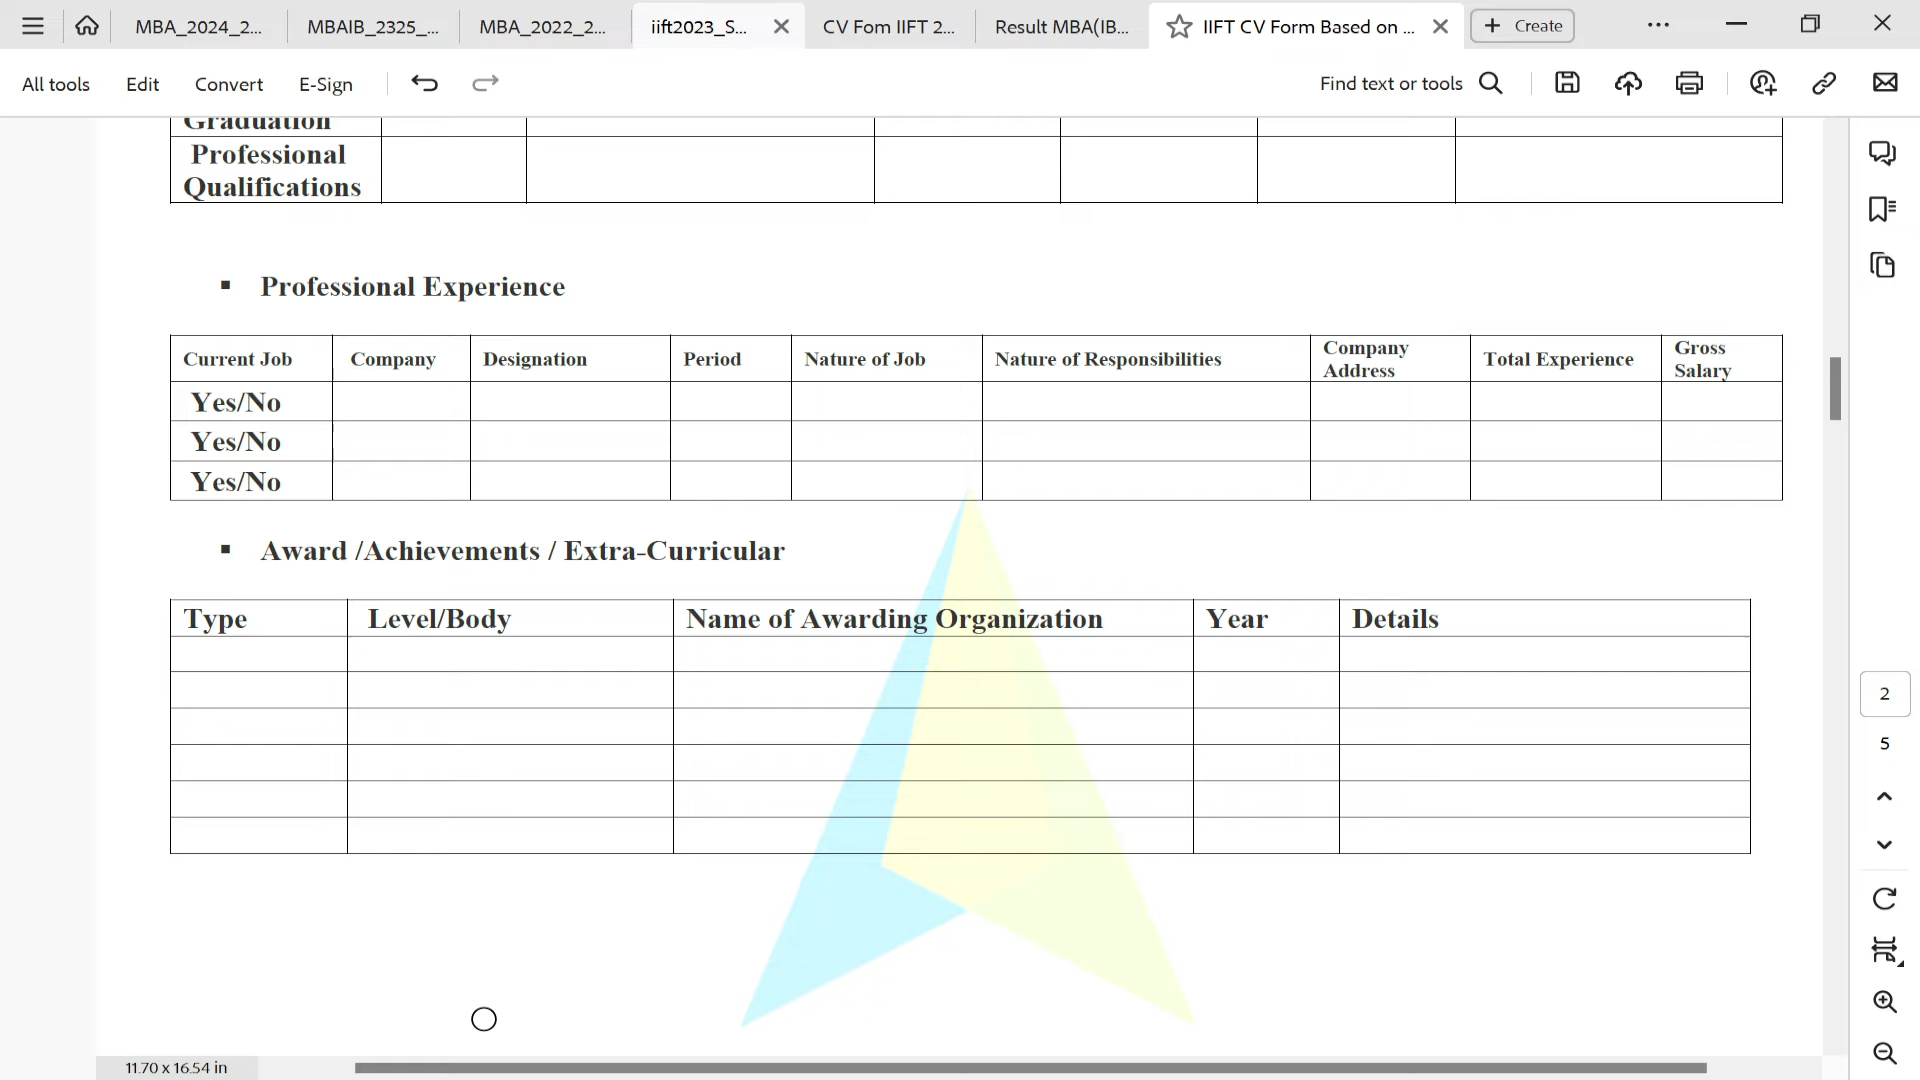 MBA_2024_2...
MBAIB_2325_...
MBA_2022_2...
iift2023_S...
CV Fom IIFT 2...
Result MBA(IB...
IIFT CV Form Based on ...
Create
All tools
Edit
Convert
E-Sign
Find text or tools
Graduation
Professional
Qualifications
▪ Professional Experience
Current Job
Company
Designation
Period
Nature of Job
Nature of Responsibilities
Company
Address
Total Experience
Gross
Salary
Yes/No
Yes/No
Yes/No
▪ Award /Achievements / Extra-Curricular
Type
Level/Body
Name of Awarding Organization
Year
Details
2
5
11.70 x 16.54 in